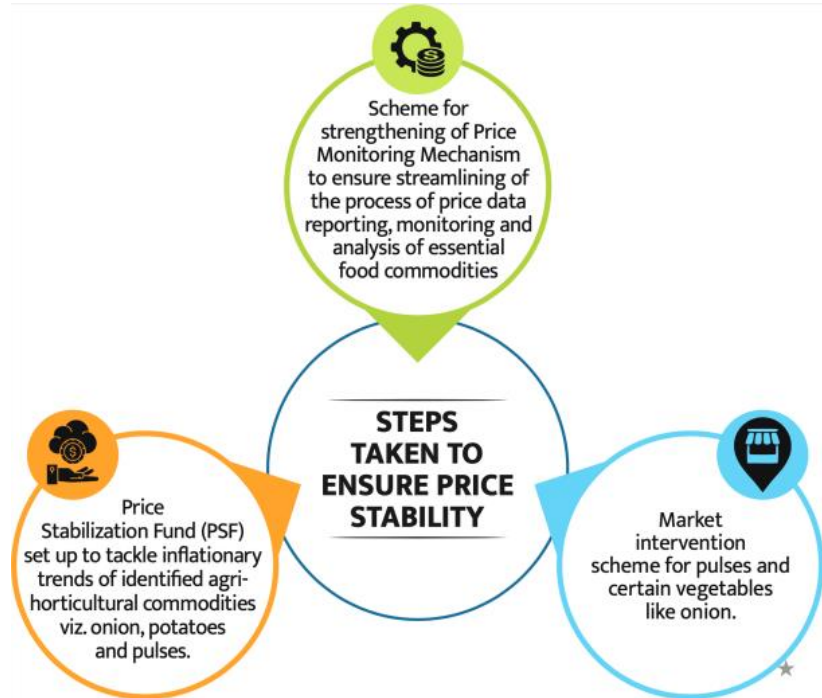 Scheme for
strengthening of Price
Monitoring Mechanism
to ensure streamlining of
the process of price data
reporting, monitoring and
analysis of essential
food commodities
STEPS
TAKEN TO
ENSURE PRICE
STABILITY
Price
Stabilization Fund (PSF)
set up to tackle inflationary
trends of identified agri-
horticultural commodities
viz. onion, potatoes
and pulses.
Market
intervention
scheme for pulses and
certain vegetables
like onion.